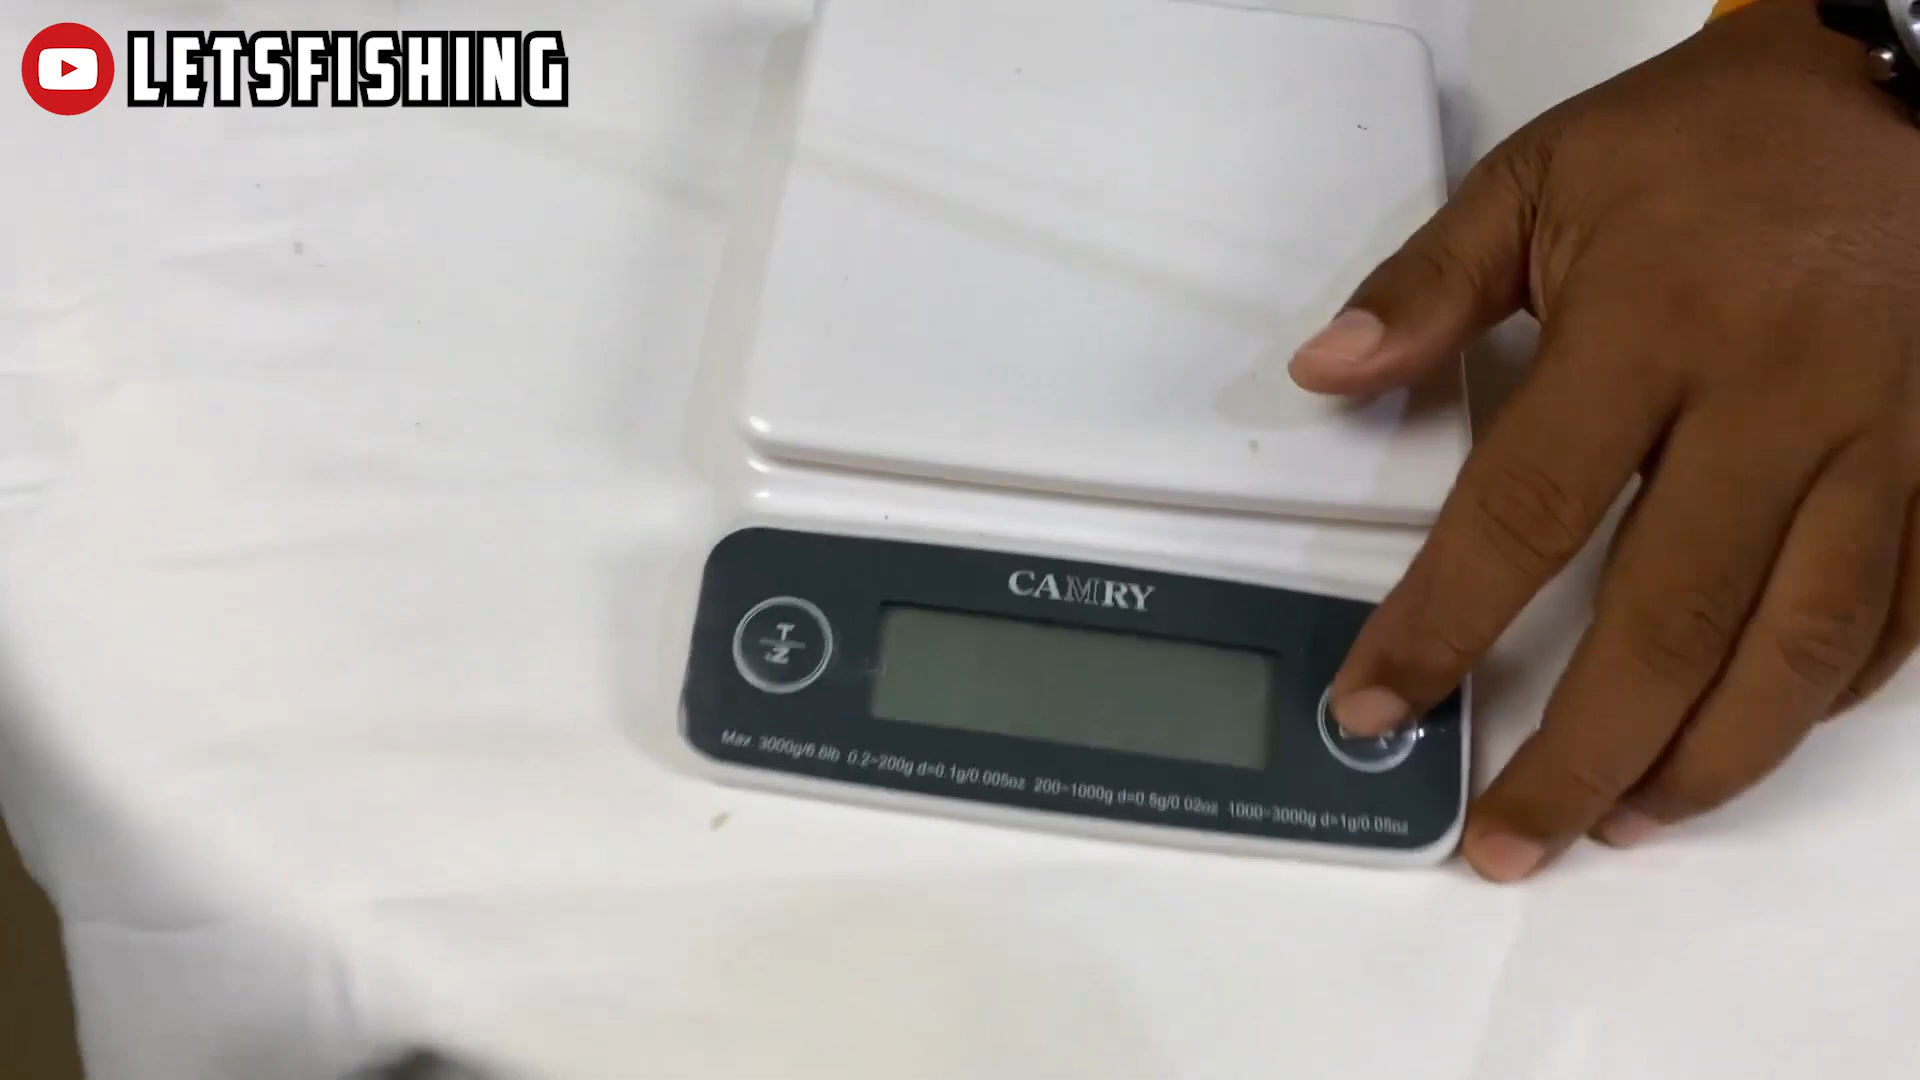 LETSFISHING
CAMRY
T
Z
Max. 3000g/6.6lb 0.2~200g d=0.1g/0.005oz 200~1000g d=0.5g/0.02oz 1000~3000g d=1g/0.05oz